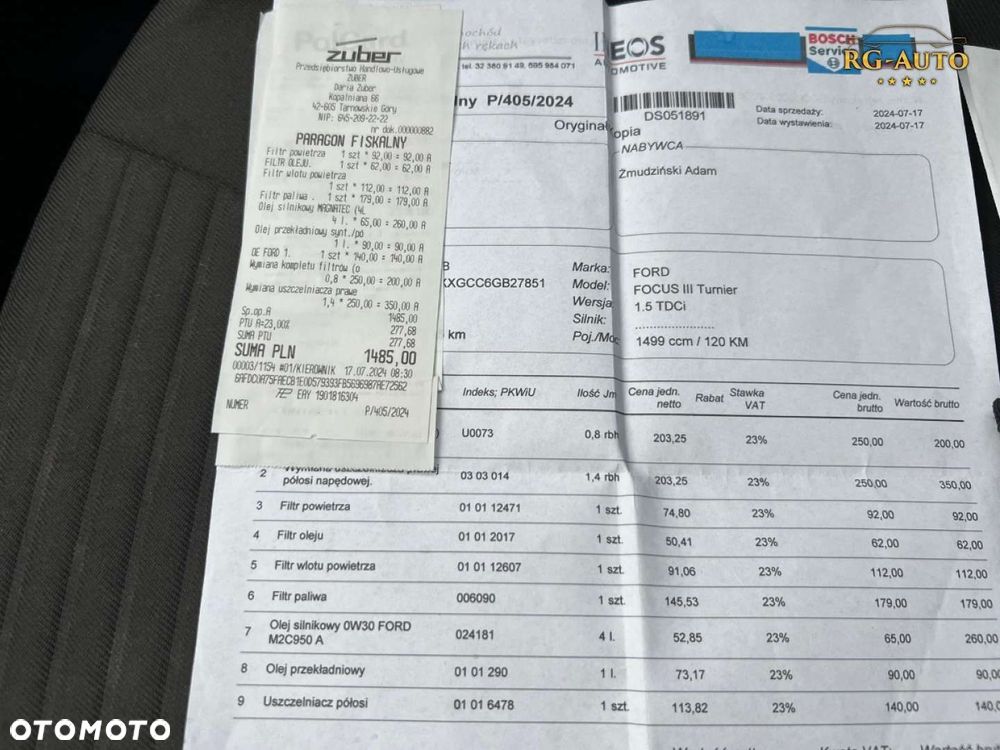 zuber
Przedsiębiorstwo Handlowo-Usługowe
ZUBER
Daria Zuber
Kopalniana 66
42-605 Tarnowskie Góry
NIP: 645-209-22-22
nr dok.000000882
PARAGON FISKALNY
Filtr powietrza 1 szt * 92,00 = 92,00 A
FILTR OLEJU. 1 szt * 62,00 = 62,00 A
Filtr wlotu powietrza
1 szt * 112,00 = 112,00 A
Filtr paliwa . 1 szt * 179,00 = 179,00 A
Olej silnikowy MAGNATEC (4L
4 l. * 65,00 = 260,00 A
Olej przekładniowy synt./pó
1 l. * 90,00 = 90,00 A
OE FORD 1. 1 szt * 140,00 = 140,00 A
Wymiana kompletu filtrów (o
0,8 * 250,00 = 200,00 A
Wymiana uszczelniacza prawe
1,4 * 250,00 = 350,00 A
Sp.op.A 1485,00
PTU A=23,00% 277,68
SUMA PTU 277,68
SUMA PLN 1485,00
00003/1154 #01/KIEROWNIK 17.07.2024 08:30
EAY 1901816304
NUMER P/405/2024
chód
rękach
tel. 32 380 91 49, 695 984 071
EOS
OMOTIVE
BOSCH
Service
RG-AUTO
lny P/405/2024
DS051891
Data sprzedaży: 2024-07-17
Data wystawienia: 2024-07-17
Oryginał
opia
NABYWCA
Żmudziński Adam
XGCC6GB27851
km
Marka: FORD
Model: FOCUS III Turnier
Wersja 1.5 TDCi
Silnik: ......................
Poj./Moc 1499 ccm / 120 KM
Indeks; PKWiU Ilość Jm Cena jedn. netto Rabat Stawka VAT Cena jedn. brutto Wartość brutto
U0073 0,8 rbh 203,25 23% 250,00 200,00
2 półosi napędowej. 03 03 014 1,4 rbh 203,25 23% 250,00 350,00
3 Filtr powietrza 01 01 12471 1 szt. 74,80 23% 92,00 92,00
4 Filtr oleju 01 01 2017 1 szt. 50,41 23% 62,00 62,00
5 Filtr wlotu powietrza 01 01 12607 1 szt. 91,06 23% 112,00 112,00
6 Filtr paliwa 006090 1 szt. 145,53 23% 179,00 179,00
7 Olej silnikowy 0W30 FORD
M2C950 A 024181 4 l. 52,85 23% 65,00 260,00
8 Olej przekładniowy 01 01 290 1 l. 73,17 23% 90,00 90,00
9 Uszczelniacz półosi 01 01 6478 1 szt. 113,82 23% 140,00 140,0
OTOMOTO